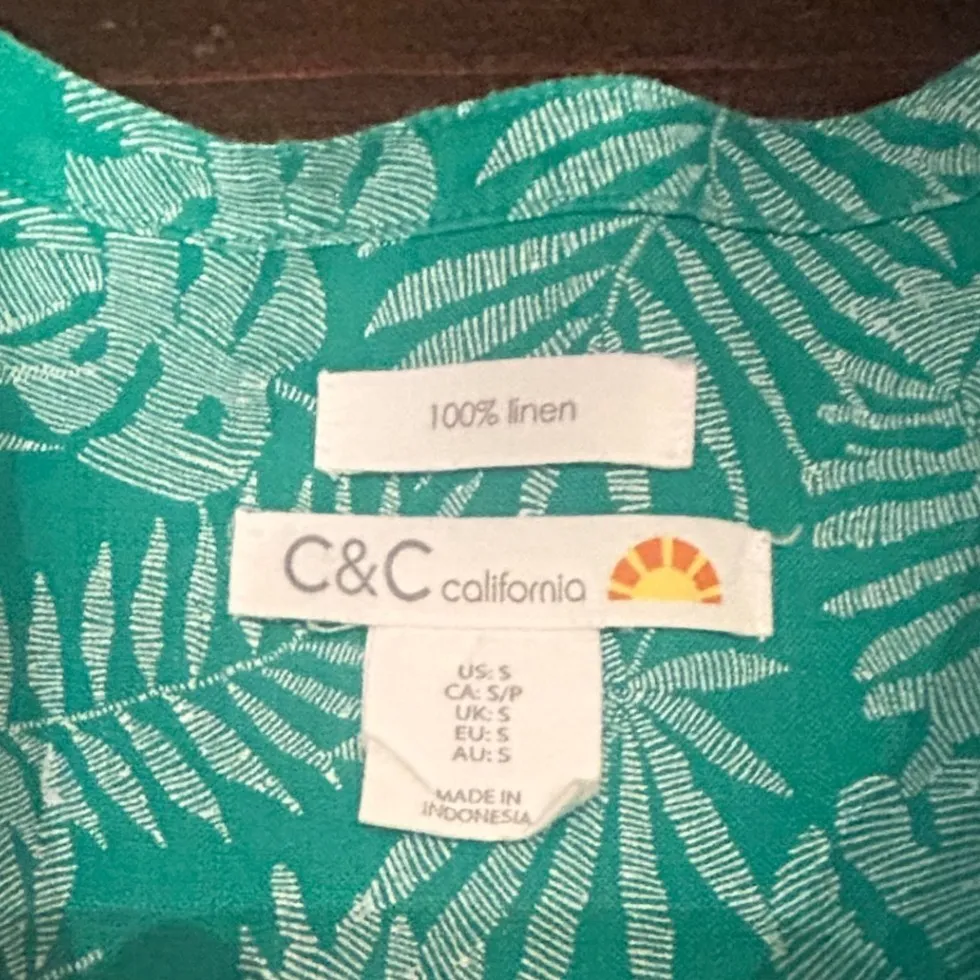 100% linen
C&C california
US: S
CA: S/P
UK: S
EU: S
AU: S
MADE IN
INDONESIA